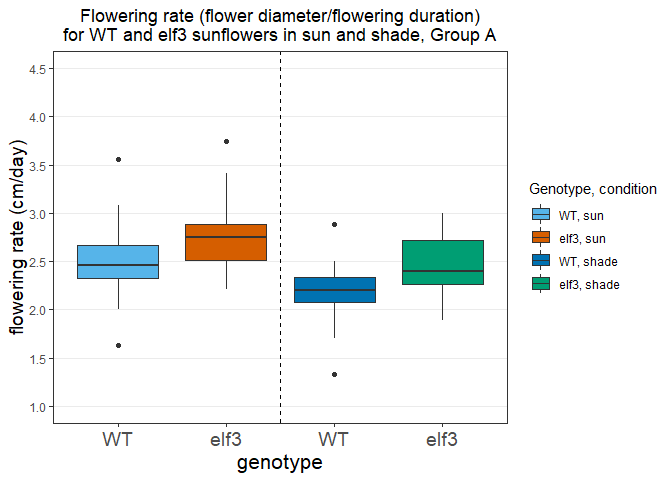 Flowering rate (flower diameter/flowering duration)
for WT and elf3 sunflowers in sun and shade, Group A
flowering rate (cm/day)
4.5
4.0
3.5
3.0
2.5
2.0
1.5
1.0
WT
elf3
WT
elf3
genotype
Genotype, condition
WT, sun
elf3, sun
WT, shade
elf3, shade